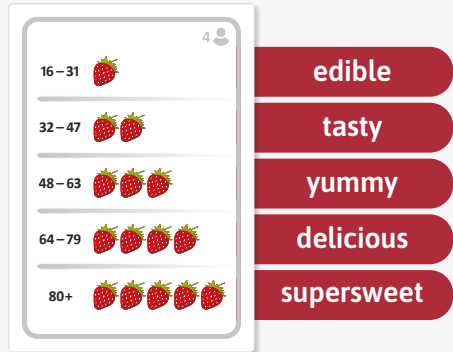 4
16–31 edible
32–47 tasty
48–63 yummy
64–79 delicious
80+ supersweet